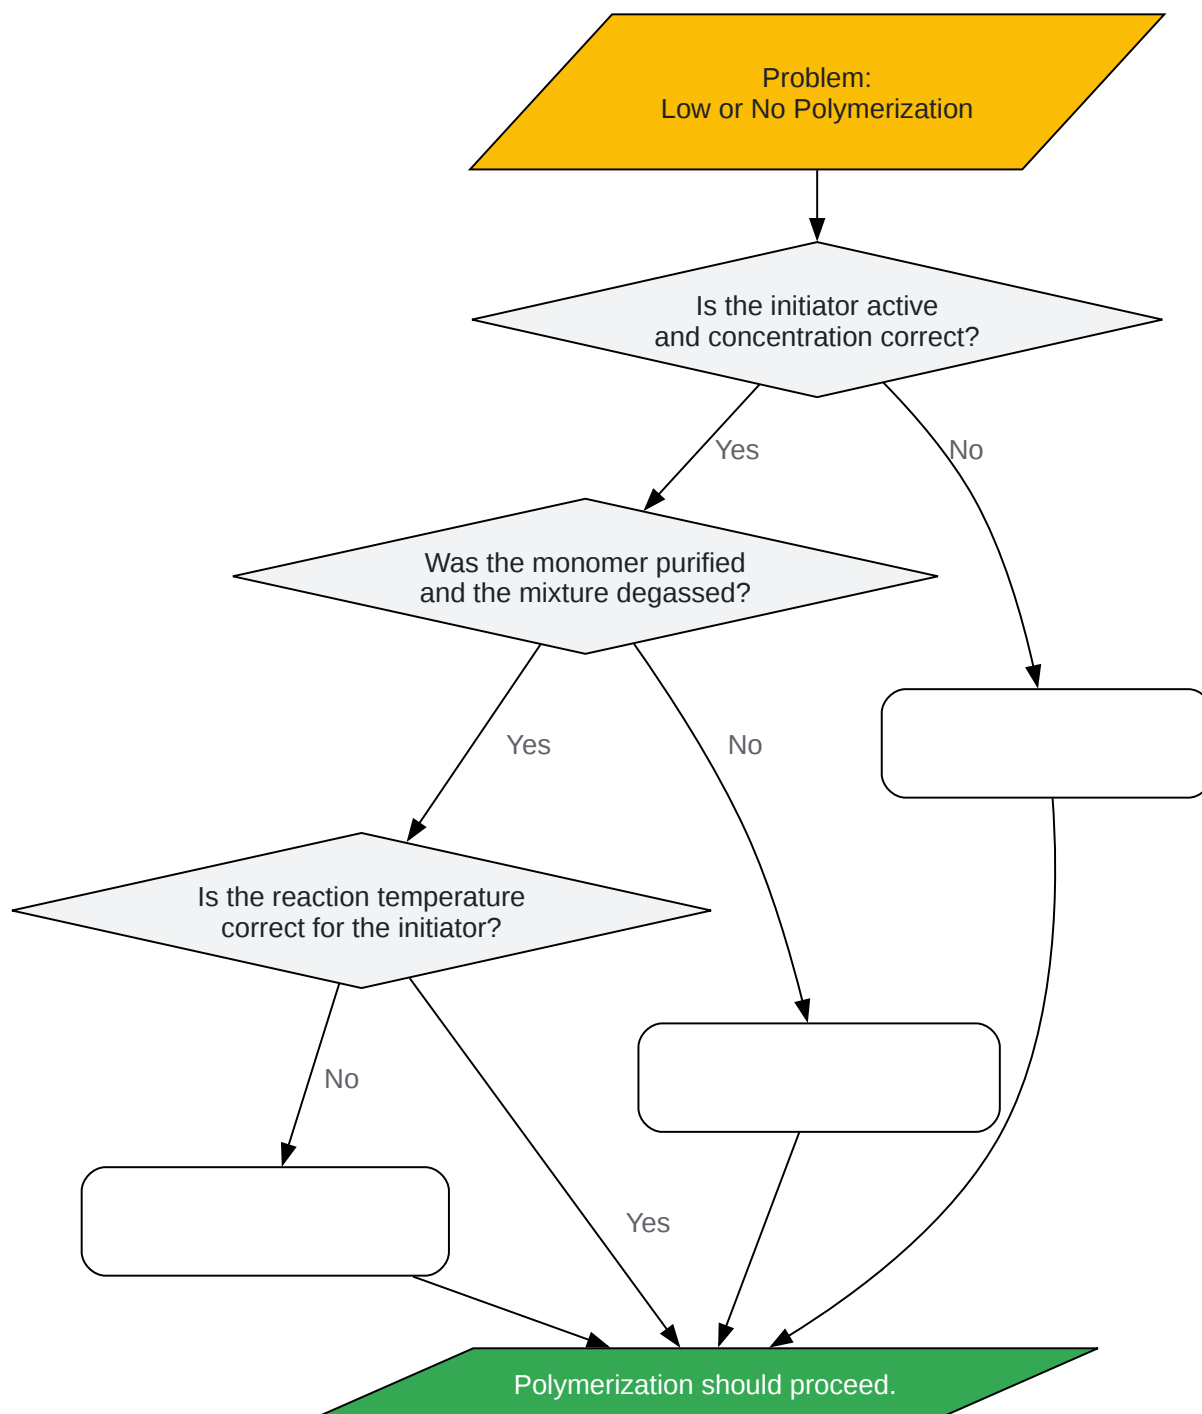 Problem:
Low or No Polymerization
Is the initiator active
and concentration correct?
Yes
No
Was the monomer purified
and the mixture degassed?
Yes
No
Is the reaction temperature
correct for the initiator?
No
Yes
Polymerization should proceed.